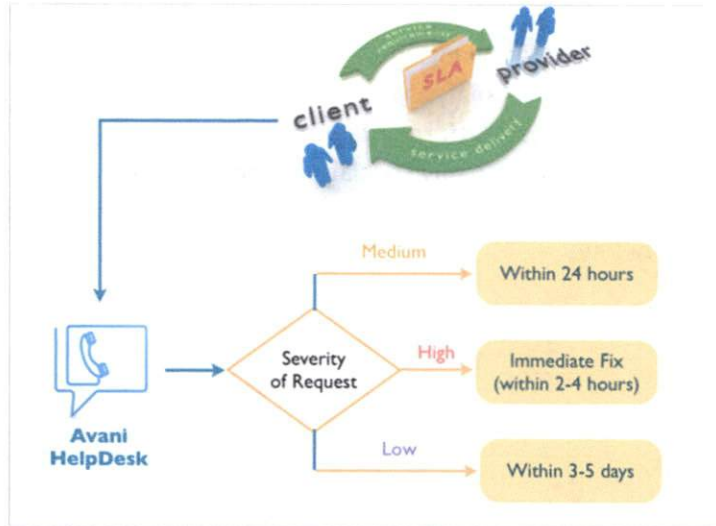 service
requirements
SLA
provider
client
service delivery
Medium
Within 24 hours
Severity
of Request
High
Immediate Fix
(within 2-4 hours)
Avani
HelpDesk
Low
Within 3-5 days